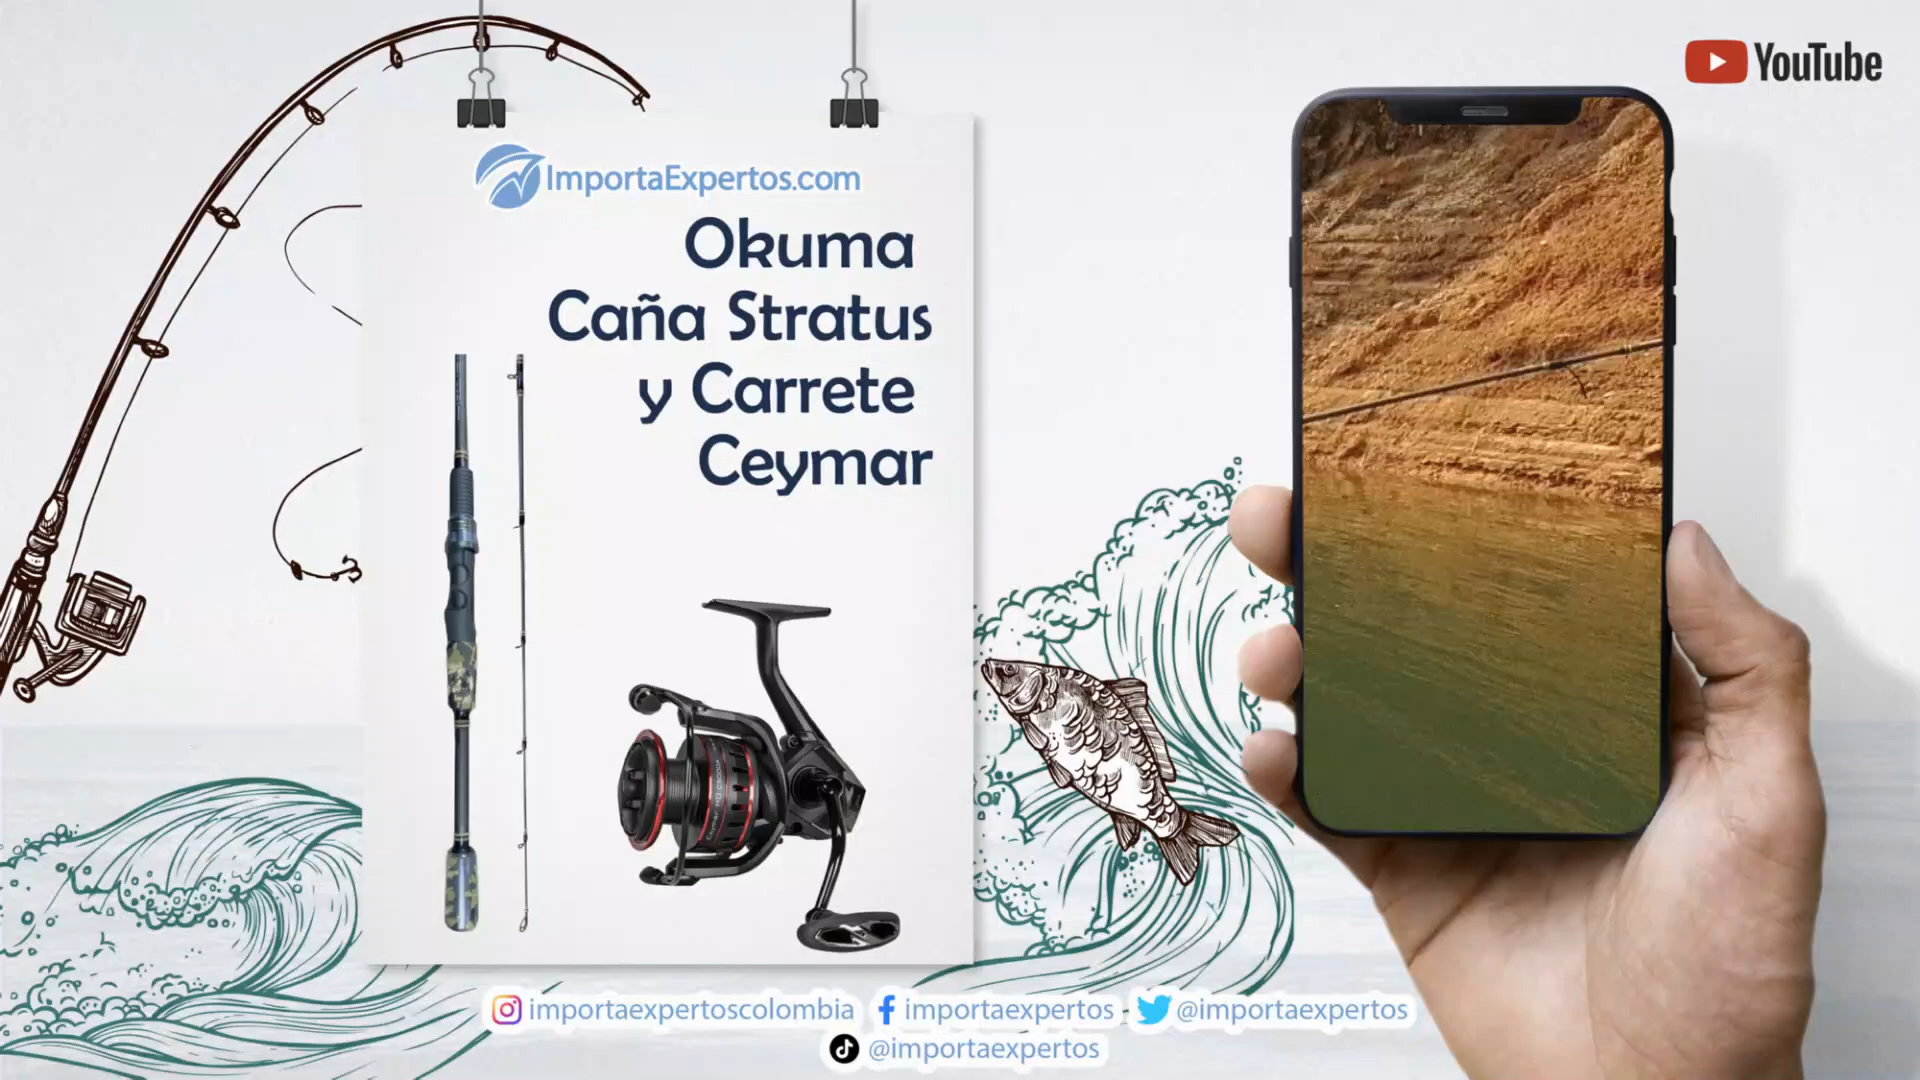 YouTube
ImportaExpertos.com
Okuma
Caña Stratus
y Carrete
Ceymar
importaexpertoscolombia importaexpertos @importaexpertos
@importaexpertos